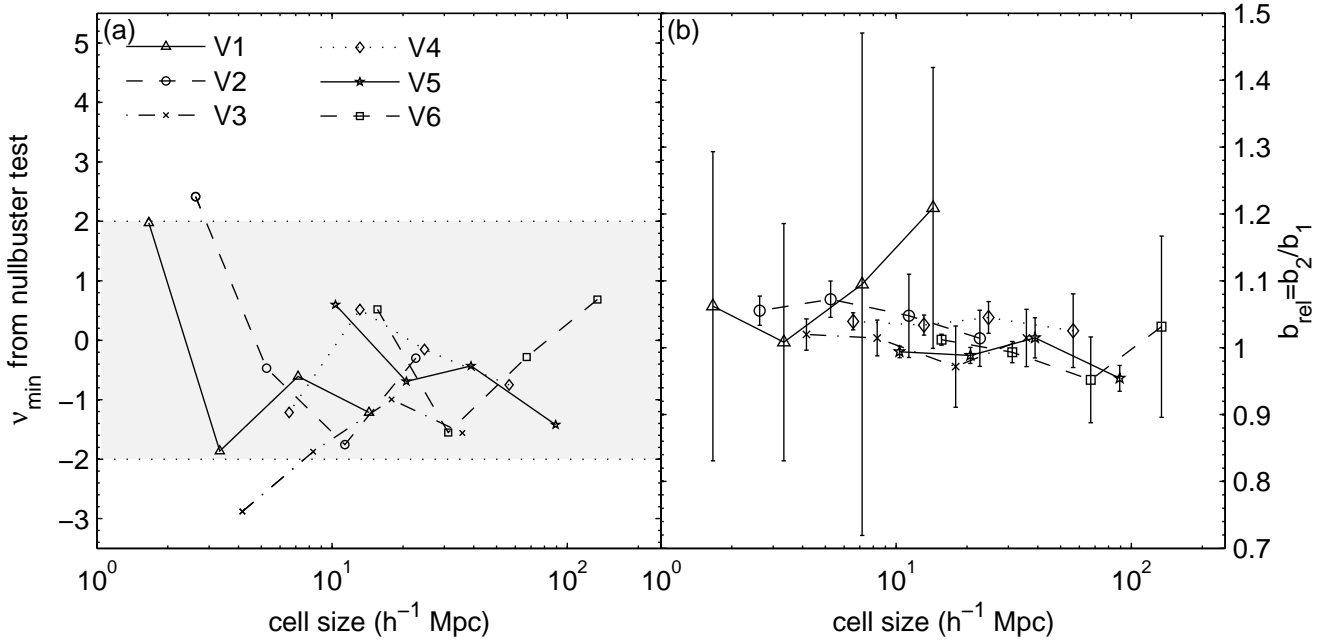 (a)
V1
V2
V3
V4
V5
V6
5
4
3
2
1
0
−1
−2
−3
ν_min from nullbuster test
10^0
10^1
10^2
cell size (h^−1 Mpc)
(b)
1.5
1.4
1.3
1.2
1.1
1
0.9
0.8
0.7
b_rel=b_2/b_1
10^0
10^1
10^2
cell size (h^−1 Mpc)